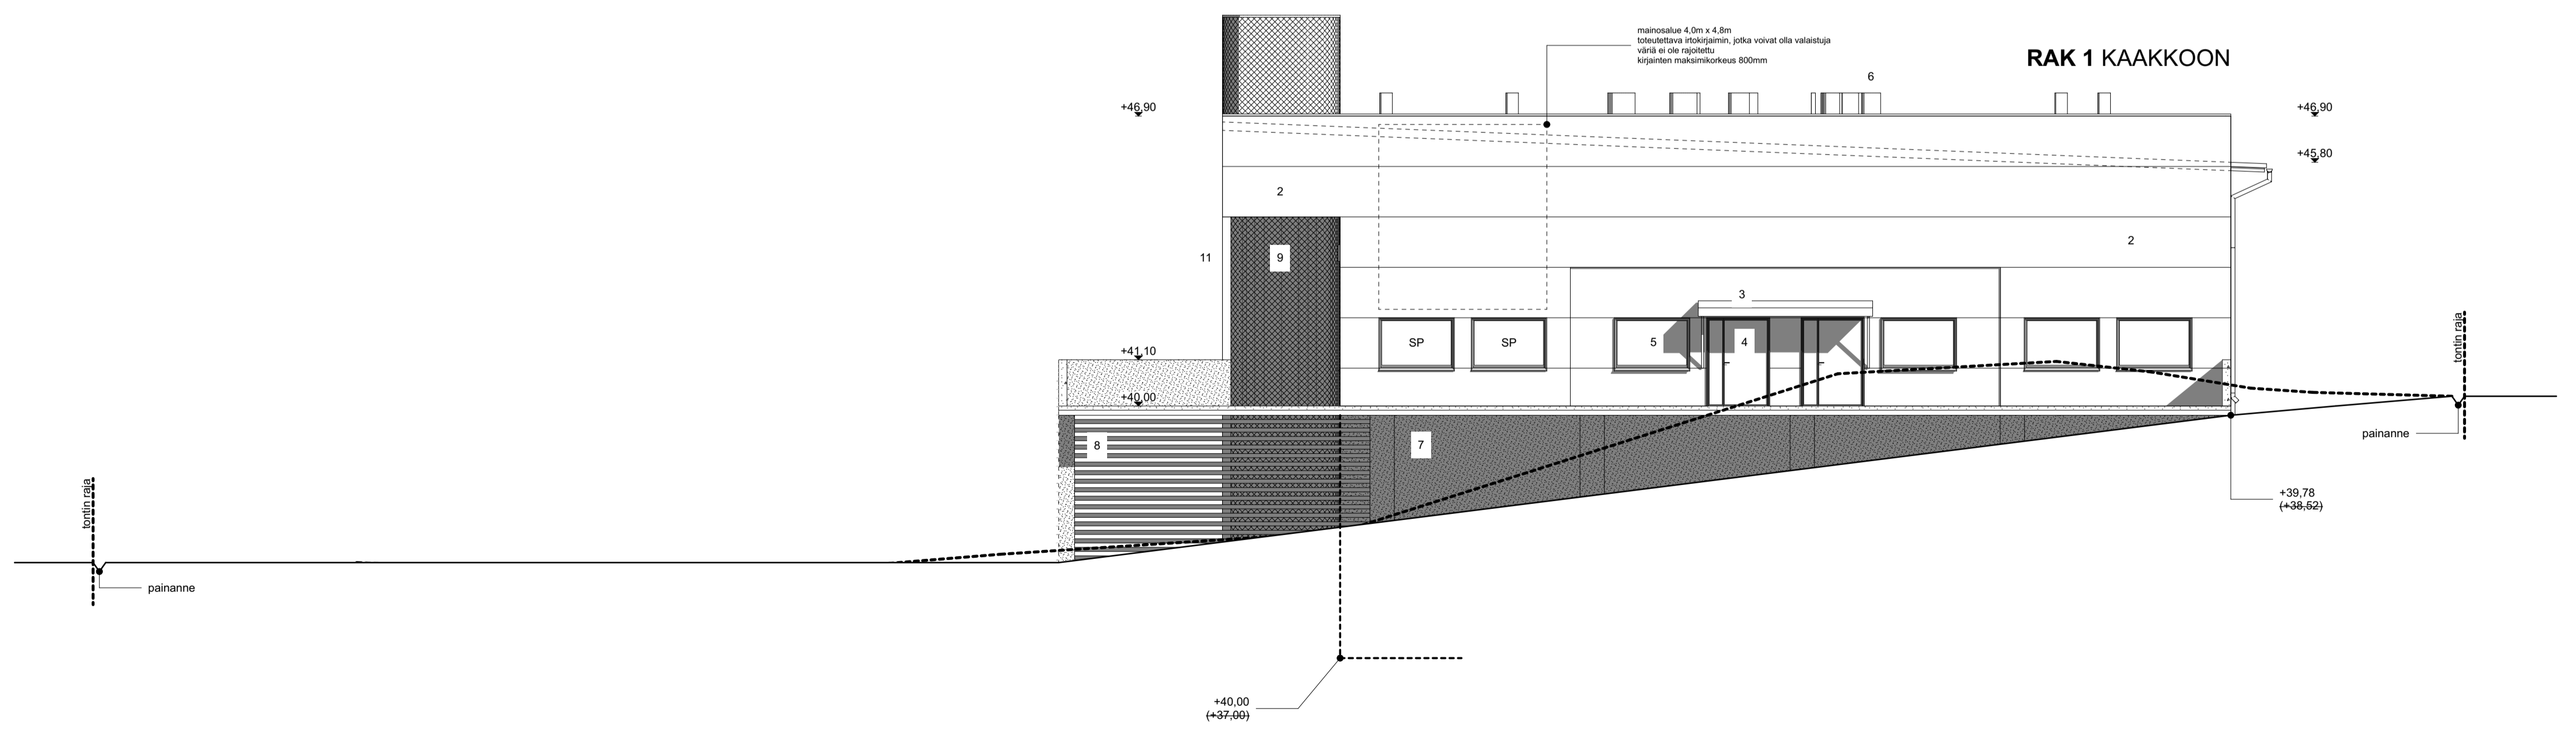 mainosalue 4,0m x 4,8m
toteutettava irtokirjaimin, jotka voivat olla valaistuja
väriä ei ole rajoitettu
kirjainten maksimikorkeus 800mm
RAK 1 KAAKKOON
6
+46,90
+46,90
+45,80
2
2
11
9
3
SP
SP
5
4
+41,10
+40,00
tontin raja
painanne
8
7
tontin raja
+39,78
(+38,52)
painanne
+40,00
(+37,00)